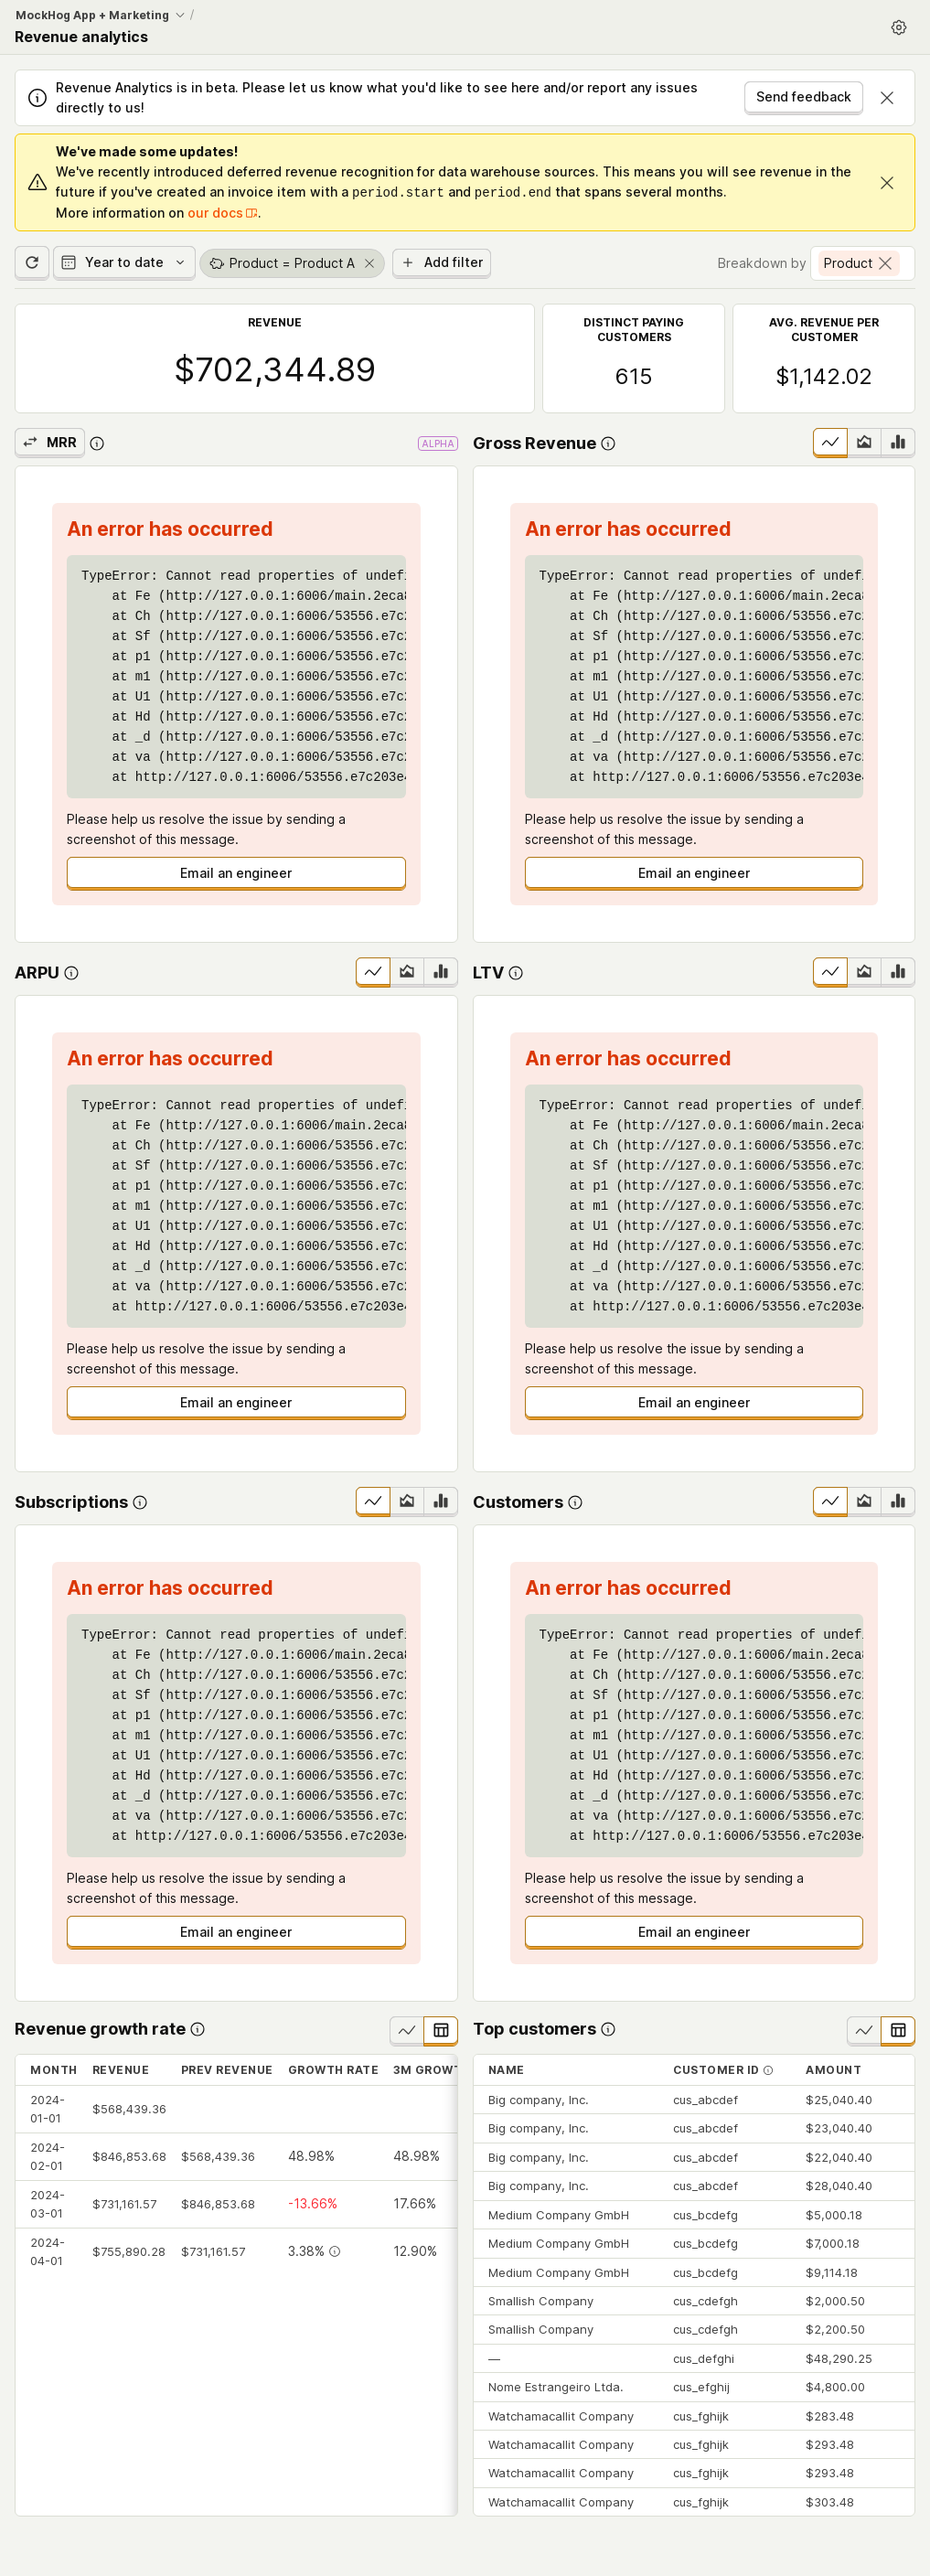 MockHog App + Marketing /
Revenue analytics
Revenue Analytics is in beta. Please let us know what you'd like to see here and/or report any issues
directly to us!
Send feedback
We've made some updates!
We've recently introduced deferred revenue recognition for data warehouse sources. This means you will see revenue in the
future if you've created an invoice item with a period.start and period.end that spans several months.
More information on our docs.
Year to date
Product = Product A
Add filter
Breakdown by Product
REVENUE
$702,344.89
DISTINCT PAYING
CUSTOMERS
615
AVG. REVENUE PER
CUSTOMER
$1,142.02
MRR
ALPHA
An error has occurred
TypeError: Cannot read properties of undef
at Fe (http://127.0.0.1:6006/main.2eca
at Ch (http://127.0.0.1:6006/53556.e7c
at Sf (http://127.0.0.1:6006/53556.e7c
at p1 (http://127.0.0.1:6006/53556.e7c
at m1 (http://127.0.0.1:6006/53556.e7c
at U1 (http://127.0.0.1:6006/53556.e7c
at Hd (http://127.0.0.1:6006/53556.e7c
at _d (http://127.0.0.1:6006/53556.e7c
at va (http://127.0.0.1:6006/53556.e7c
at http://127.0.0.1:6006/53556.e7c203e
Please help us resolve the issue by sending a
screenshot of this message.
Email an engineer
Gross Revenue
An error has occurred
TypeError: Cannot read properties of undef
at Fe (http://127.0.0.1:6006/main.2eca
at Ch (http://127.0.0.1:6006/53556.e7c
at Sf (http://127.0.0.1:6006/53556.e7c
at p1 (http://127.0.0.1:6006/53556.e7c
at m1 (http://127.0.0.1:6006/53556.e7c
at U1 (http://127.0.0.1:6006/53556.e7c
at Hd (http://127.0.0.1:6006/53556.e7c
at _d (http://127.0.0.1:6006/53556.e7c
at va (http://127.0.0.1:6006/53556.e7c
at http://127.0.0.1:6006/53556.e7c203e
Please help us resolve the issue by sending a
screenshot of this message.
Email an engineer
ARPU
An error has occurred
TypeError: Cannot read properties of undef
at Fe (http://127.0.0.1:6006/main.2eca
at Ch (http://127.0.0.1:6006/53556.e7c
at Sf (http://127.0.0.1:6006/53556.e7c
at p1 (http://127.0.0.1:6006/53556.e7c
at m1 (http://127.0.0.1:6006/53556.e7c
at U1 (http://127.0.0.1:6006/53556.e7c
at Hd (http://127.0.0.1:6006/53556.e7c
at _d (http://127.0.0.1:6006/53556.e7c
at va (http://127.0.0.1:6006/53556.e7c
at http://127.0.0.1:6006/53556.e7c203e
Please help us resolve the issue by sending a
screenshot of this message.
Email an engineer
LTV
An error has occurred
TypeError: Cannot read properties of undef
at Fe (http://127.0.0.1:6006/main.2eca
at Ch (http://127.0.0.1:6006/53556.e7c
at Sf (http://127.0.0.1:6006/53556.e7c
at p1 (http://127.0.0.1:6006/53556.e7c
at m1 (http://127.0.0.1:6006/53556.e7c
at U1 (http://127.0.0.1:6006/53556.e7c
at Hd (http://127.0.0.1:6006/53556.e7c
at _d (http://127.0.0.1:6006/53556.e7c
at va (http://127.0.0.1:6006/53556.e7c
at http://127.0.0.1:6006/53556.e7c203e
Please help us resolve the issue by sending a
screenshot of this message.
Email an engineer
Subscriptions
An error has occurred
TypeError: Cannot read properties of undef
at Fe (http://127.0.0.1:6006/main.2eca
at Ch (http://127.0.0.1:6006/53556.e7c
at Sf (http://127.0.0.1:6006/53556.e7c
at p1 (http://127.0.0.1:6006/53556.e7c
at m1 (http://127.0.0.1:6006/53556.e7c
at U1 (http://127.0.0.1:6006/53556.e7c
at Hd (http://127.0.0.1:6006/53556.e7c
at _d (http://127.0.0.1:6006/53556.e7c
at va (http://127.0.0.1:6006/53556.e7c
at http://127.0.0.1:6006/53556.e7c203e
Please help us resolve the issue by sending a
screenshot of this message.
Email an engineer
Customers
An error has occurred
TypeError: Cannot read properties of undef
at Fe (http://127.0.0.1:6006/main.2eca
at Ch (http://127.0.0.1:6006/53556.e7c
at Sf (http://127.0.0.1:6006/53556.e7c
at p1 (http://127.0.0.1:6006/53556.e7c
at m1 (http://127.0.0.1:6006/53556.e7c
at U1 (http://127.0.0.1:6006/53556.e7c
at Hd (http://127.0.0.1:6006/53556.e7c
at _d (http://127.0.0.1:6006/53556.e7c
at va (http://127.0.0.1:6006/53556.e7c
at http://127.0.0.1:6006/53556.e7c203e
Please help us resolve the issue by sending a
screenshot of this message.
Email an engineer
Revenue growth rate
MONTH REVENUE PREV REVENUE GROWTH RATE 3M GROWT
2024-
01-01 $568,439.36
2024-
02-01 $846,853.68 $568,439.36 48.98% 48.98%
2024-
03-01 $731,161.57 $846,853.68 -13.66% 17.66%
2024-
04-01 $755,890.28 $731,161.57 3.38% 12.90%
Top customers
NAME CUSTOMER ID AMOUNT
Big company, Inc. cus_abcdef $25,040.40
Big company, Inc. cus_abcdef $23,040.40
Big company, Inc. cus_abcdef $22,040.40
Big company, Inc. cus_abcdef $28,040.40
Medium Company GmbH cus_bcdefg $5,000.18
Medium Company GmbH cus_bcdefg $7,000.18
Medium Company GmbH cus_bcdefg $9,114.18
Smallish Company cus_cdefgh $2,000.50
Smallish Company cus_cdefgh $2,200.50
— cus_defghi $48,290.25
Nome Estrangeiro Ltda. cus_efghij $4,800.00
Watchamacallit Company cus_fghijk $283.48
Watchamacallit Company cus_fghijk $293.48
Watchamacallit Company cus_fghijk $293.48
Watchamacallit Company cus_fghijk $303.48